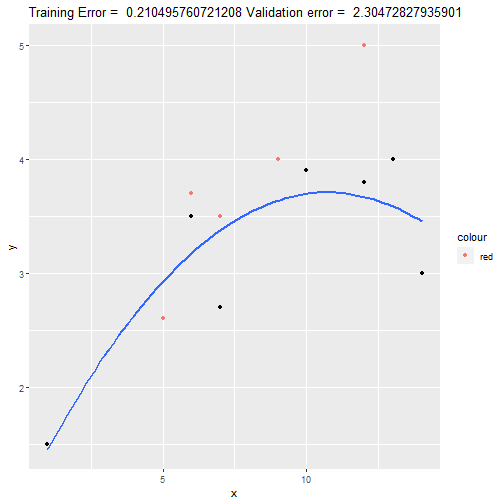 Training Error = 0.210495760721208 Validation error = 2.30472827935901
5
4
3
2
y
5
10
x
colour
red